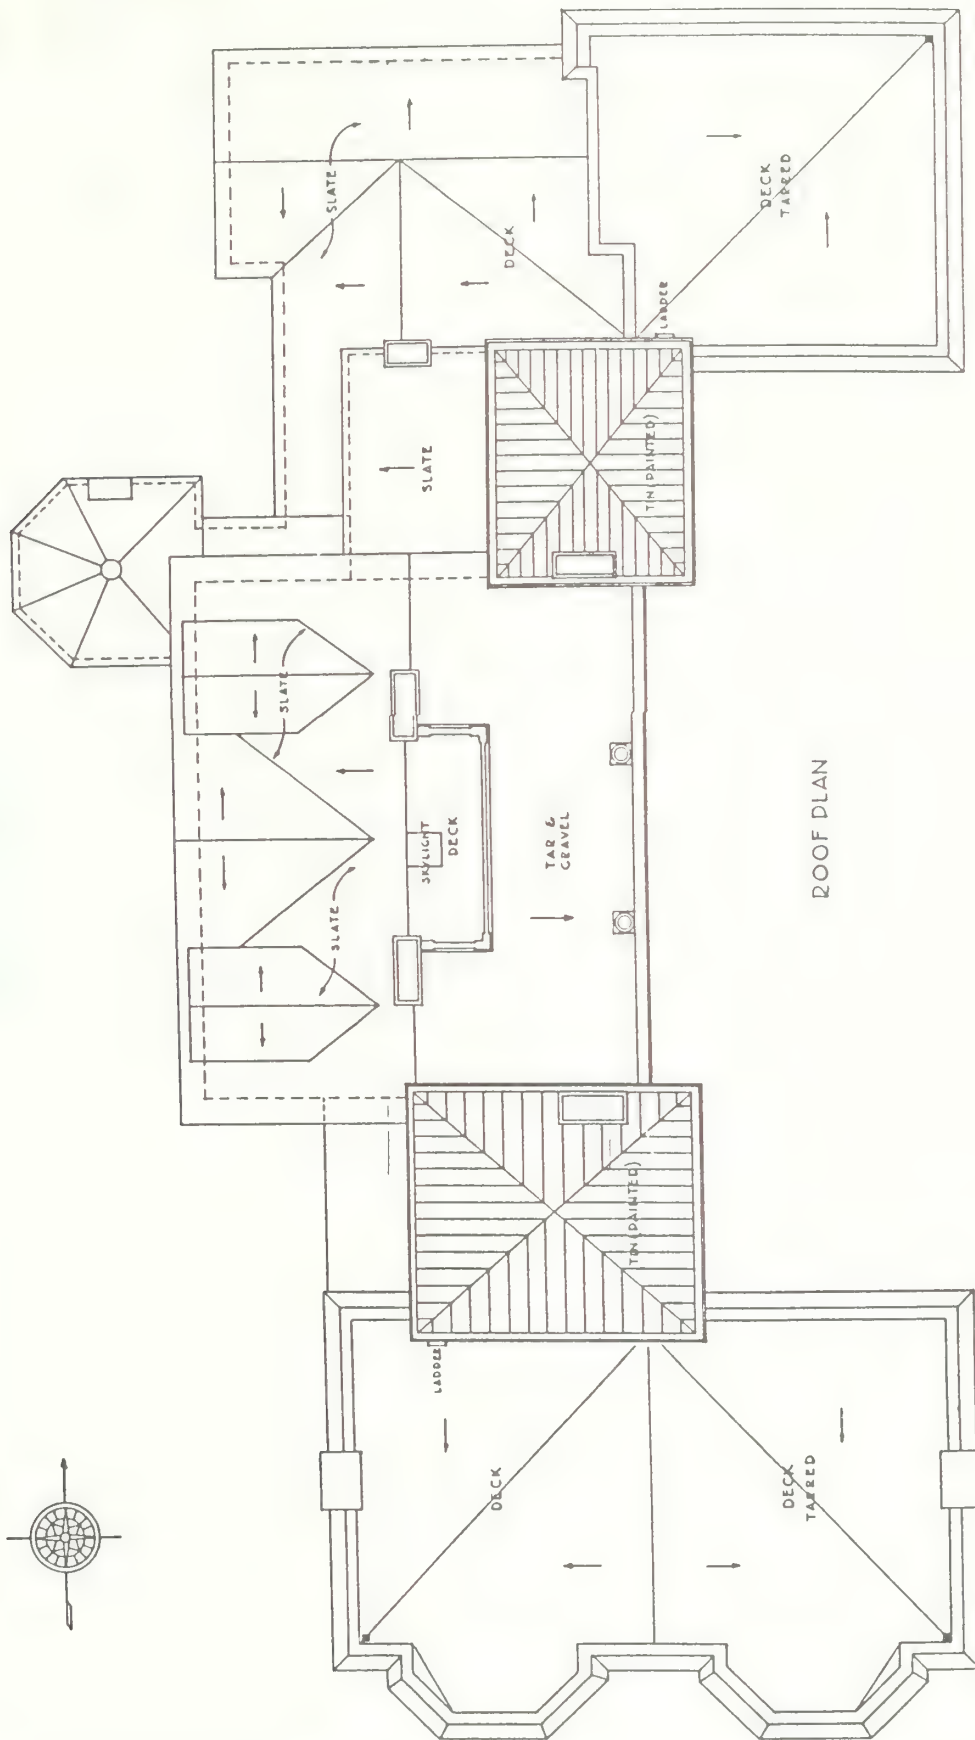 SLATE
DECK
DECK
TARRED
LADDER
SLATE
TIN (PAINTED)
SLATE
SLATE
SKYLIGHT
DECK
TAR &
GRAVEL
ROOF PLAN
TIN (PAINTED)
LADDER
DECK
DECK
TARRED